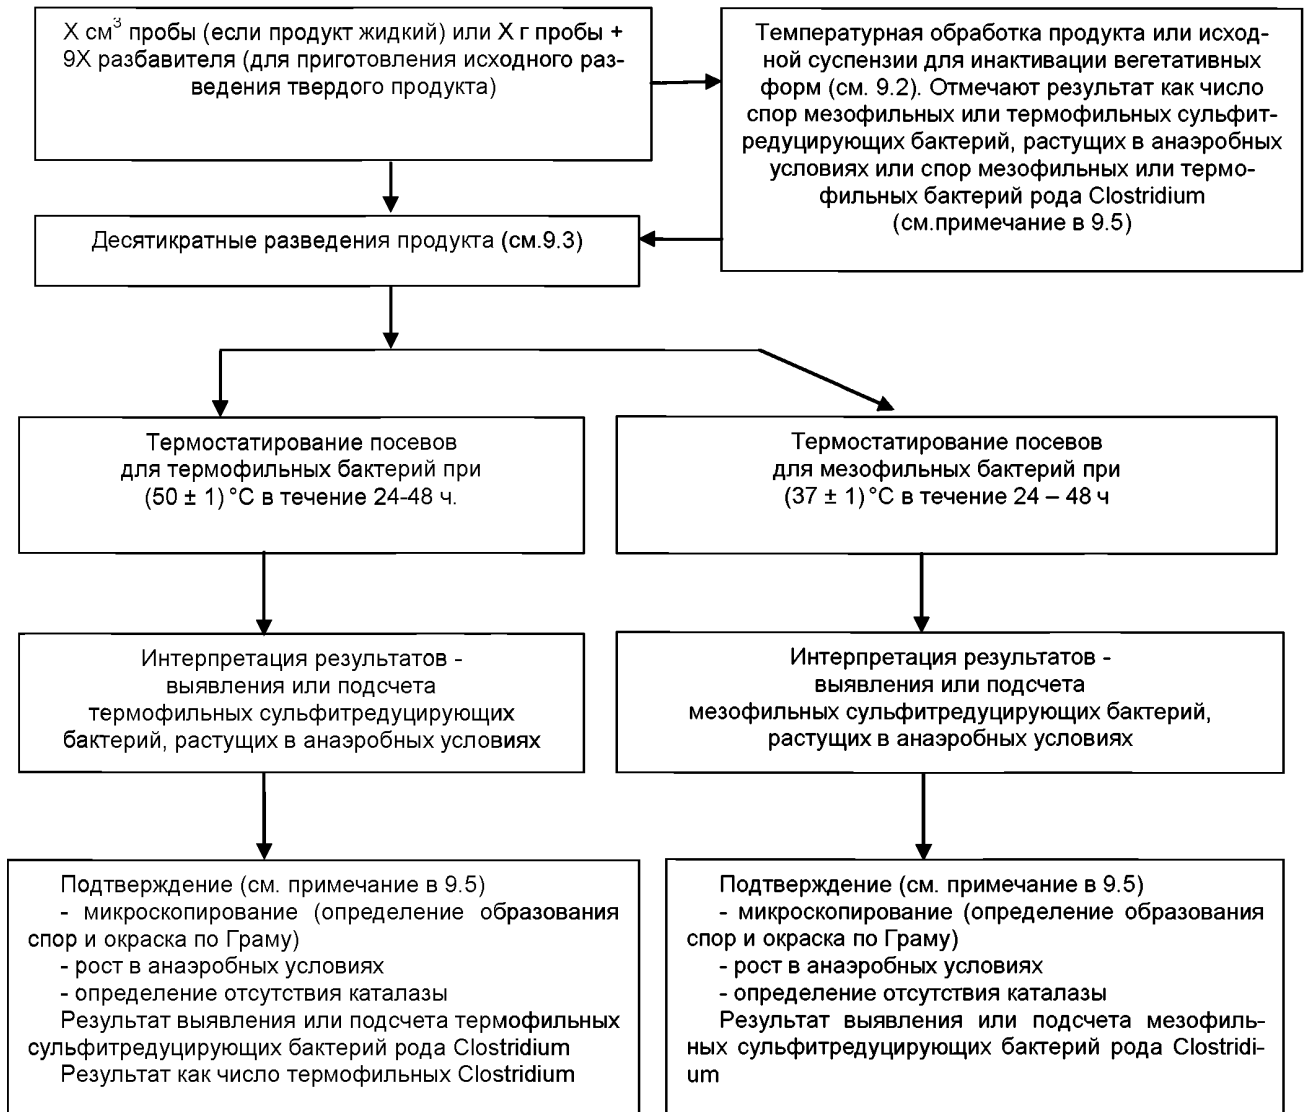 X см³ пробы (если продукт жидкий) или X г пробы +
9X разбавителя (для приготовления исходного раз-
ведения твердого продукта)
Температурная обработка продукта или исход-
ной суспензии для инактивации вегетативных
форм (см. 9.2). Отмечают результат как число
спор мезофильных или термофильных сульфит-
редуцирующих бактерий, растущих в анаэробных
условиях или спор мезофильных или термо-
фильных бактерий рода Clostridium
(см.примечание в 9.5)
Десятикратные разведения продукта (см.9.3)
Термостатирование посевов
для термофильных бактерий при
(50 ± 1) °С в течение 24-48 ч.
Термостатирование посевов
для мезофильных бактерий при
(37 ± 1) °С в течение 24 – 48 ч
Интерпретация результатов -
выявления или подсчета
термофильных сульфитредуцирующих
бактерий, растущих в анаэробных условиях
Интерпретация результатов -
выявления или подсчета
мезофильных сульфитредуцирующих бактерий,
растущих в анаэробных условиях
Подтверждение (см. примечание в 9.5)
- микроскопирование (определение образования
спор и окраска по Граму)
- рост в анаэробных условиях
- определение отсутствия каталазы
Результат выявления или подсчета термофильных
сульфитредуцирующих бактерий рода Clostridium
Результат как число термофильных Clostridium
Подтверждение (см. примечание в 9.5)
- микроскопирование (определение образования
спор и окраска по Граму)
- рост в анаэробных условиях
- определение отсутствия каталазы
Результат выявления или подсчета мезофиль-
ных сульфитредуцирующих бактерий рода Clostridi-
um